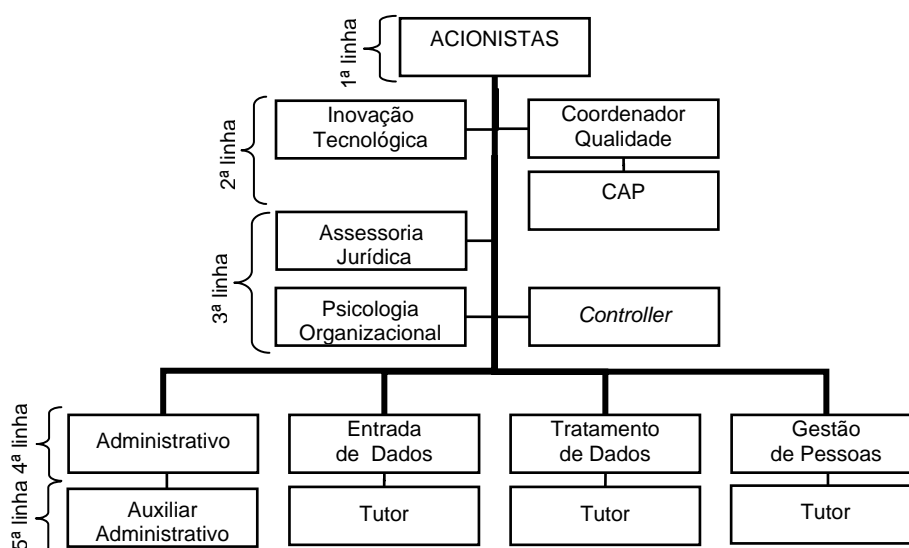 1ª linha
ACIONISTAS
2ª linha
Inovação
Tecnológica
Coordenador
Qualidade
CAP
3ª linha
Assessoria
Jurídica
Psicologia
Organizacional
Controller
4ª linha
Administrativo
Entrada
de Dados
Tratamento
de Dados
Gestão
de Pessoas
5ª linha
Auxiliar
Administrativo
Tutor
Tutor
Tutor